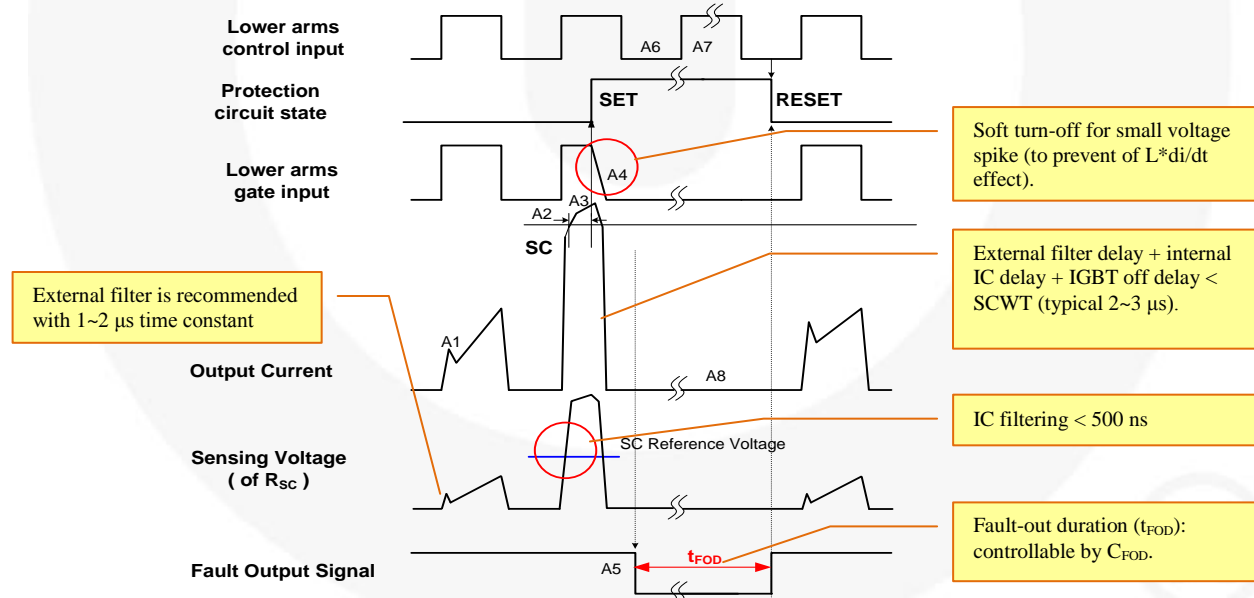 Lower arms
control input
A6
A7
Protection
circuit state
SET
RESET
Soft turn-off for small voltage
spike (to prevent of L*di/dt
effect).
Lower arms
gate input
A4
A3
A2
SC
External filter delay + internal
IC delay + IGBT off delay <
SCWT (typical 2~3 μs).
External filter is recommended
with 1~2 μs time constant
A1
Output Current
A8
IC filtering < 500 ns
SC Reference Voltage
Sensing Voltage
( of RSC )
Fault-out duration (tFOD):
controllable by CFOD.
Fault Output Signal
A5
tFOD